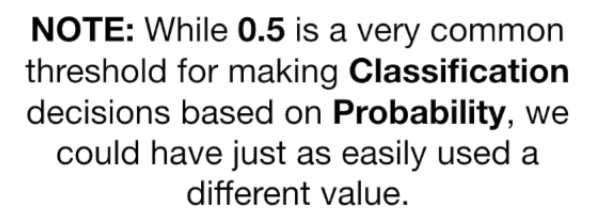 NOTE: While 0.5 is a very common
threshold for making Classification
decisions based on Probability, we
could have just as easily used a
different value.